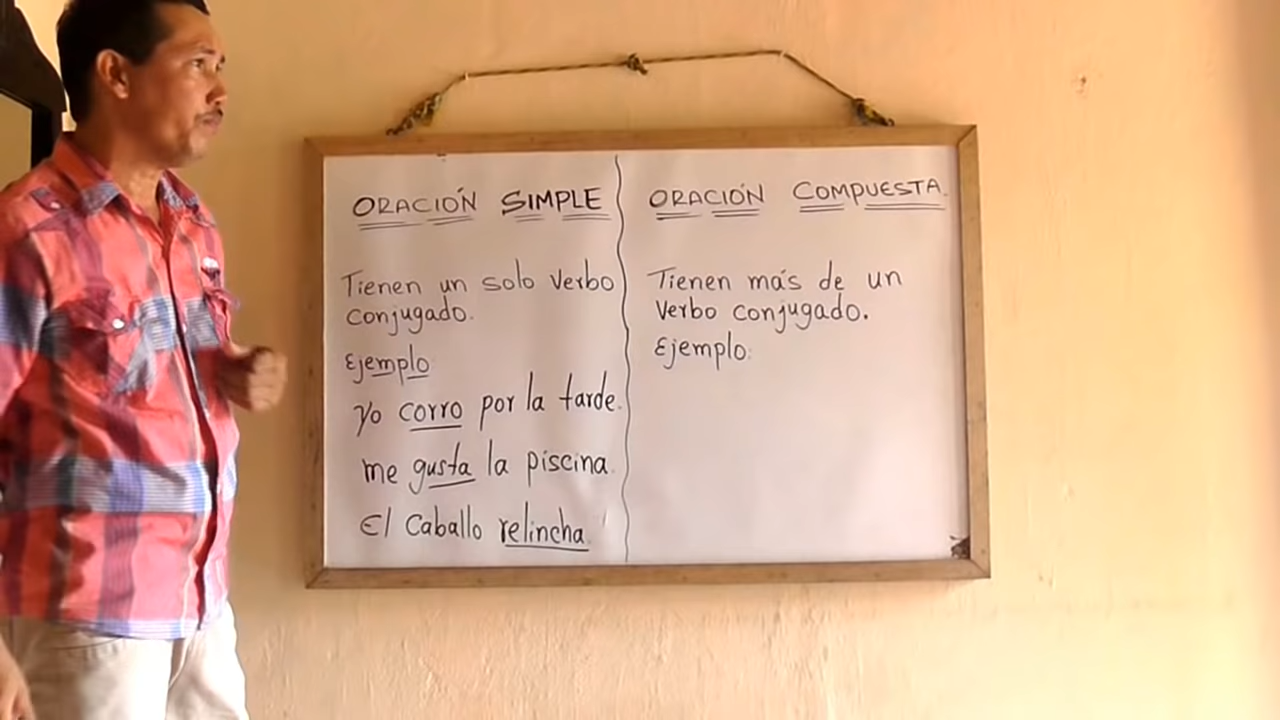 ORACIÓN SIMPLE
Tienen un solo verbo
conjugado.
Ejemplo
Yo corro por la tarde.
me gusta la piscina.
El caballo relincha.
ORACIÓN COMPUESTA.
Tienen más de un
verbo conjugado.
Ejemplo: